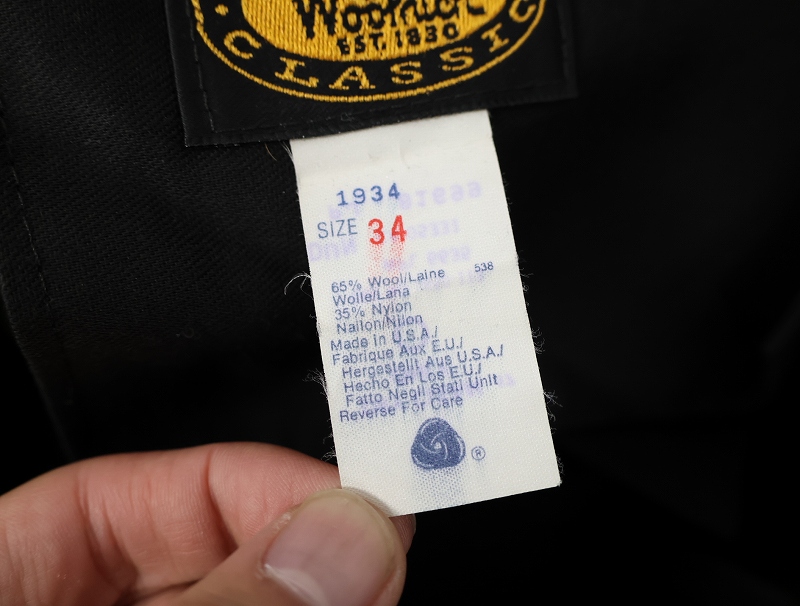 Woolrich
EST. 1830
· CLASSIC
1934
SIZE 34
65% Wool/Laine 538
Wolle/Lana
35% Nylon
Nailon/Nilon
Made in U.S.A./
Fabrique Aux E.U./
Hergestellt Aus U.S.A./
Hecho En Los E.U./
Fatto Negli Stati Unit
Reverse For Care
®